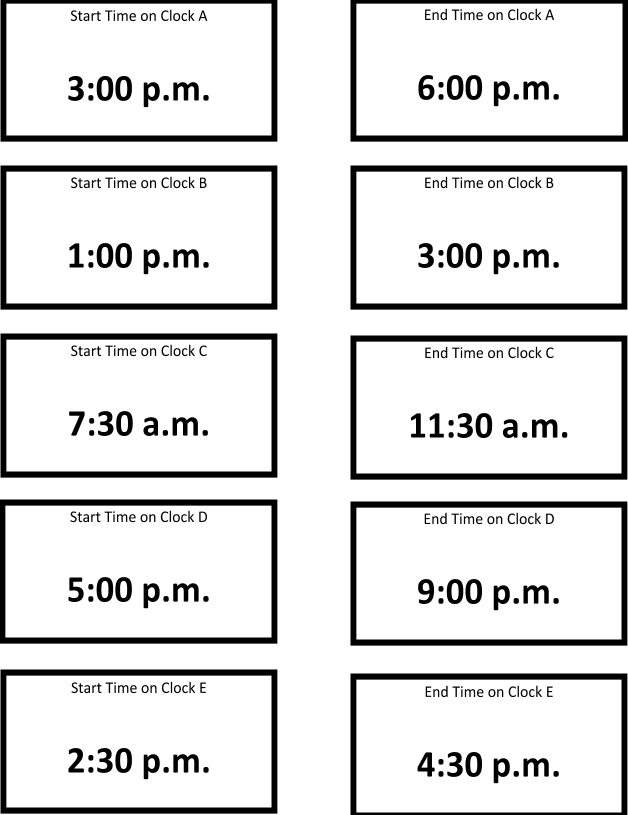 Start Time on Clock A
3:00 p.m.
End Time on Clock A
6:00 p.m.
Start Time on Clock B
1:00 p.m.
End Time on Clock B
3:00 p.m.
Start Time on Clock C
7:30 a.m.
End Time on Clock C
11:30 a.m.
Start Time on Clock D
5:00 p.m.
End Time on Clock D
9:00 p.m.
Start Time on Clock E
2:30 p.m.
End Time on Clock E
4:30 p.m.